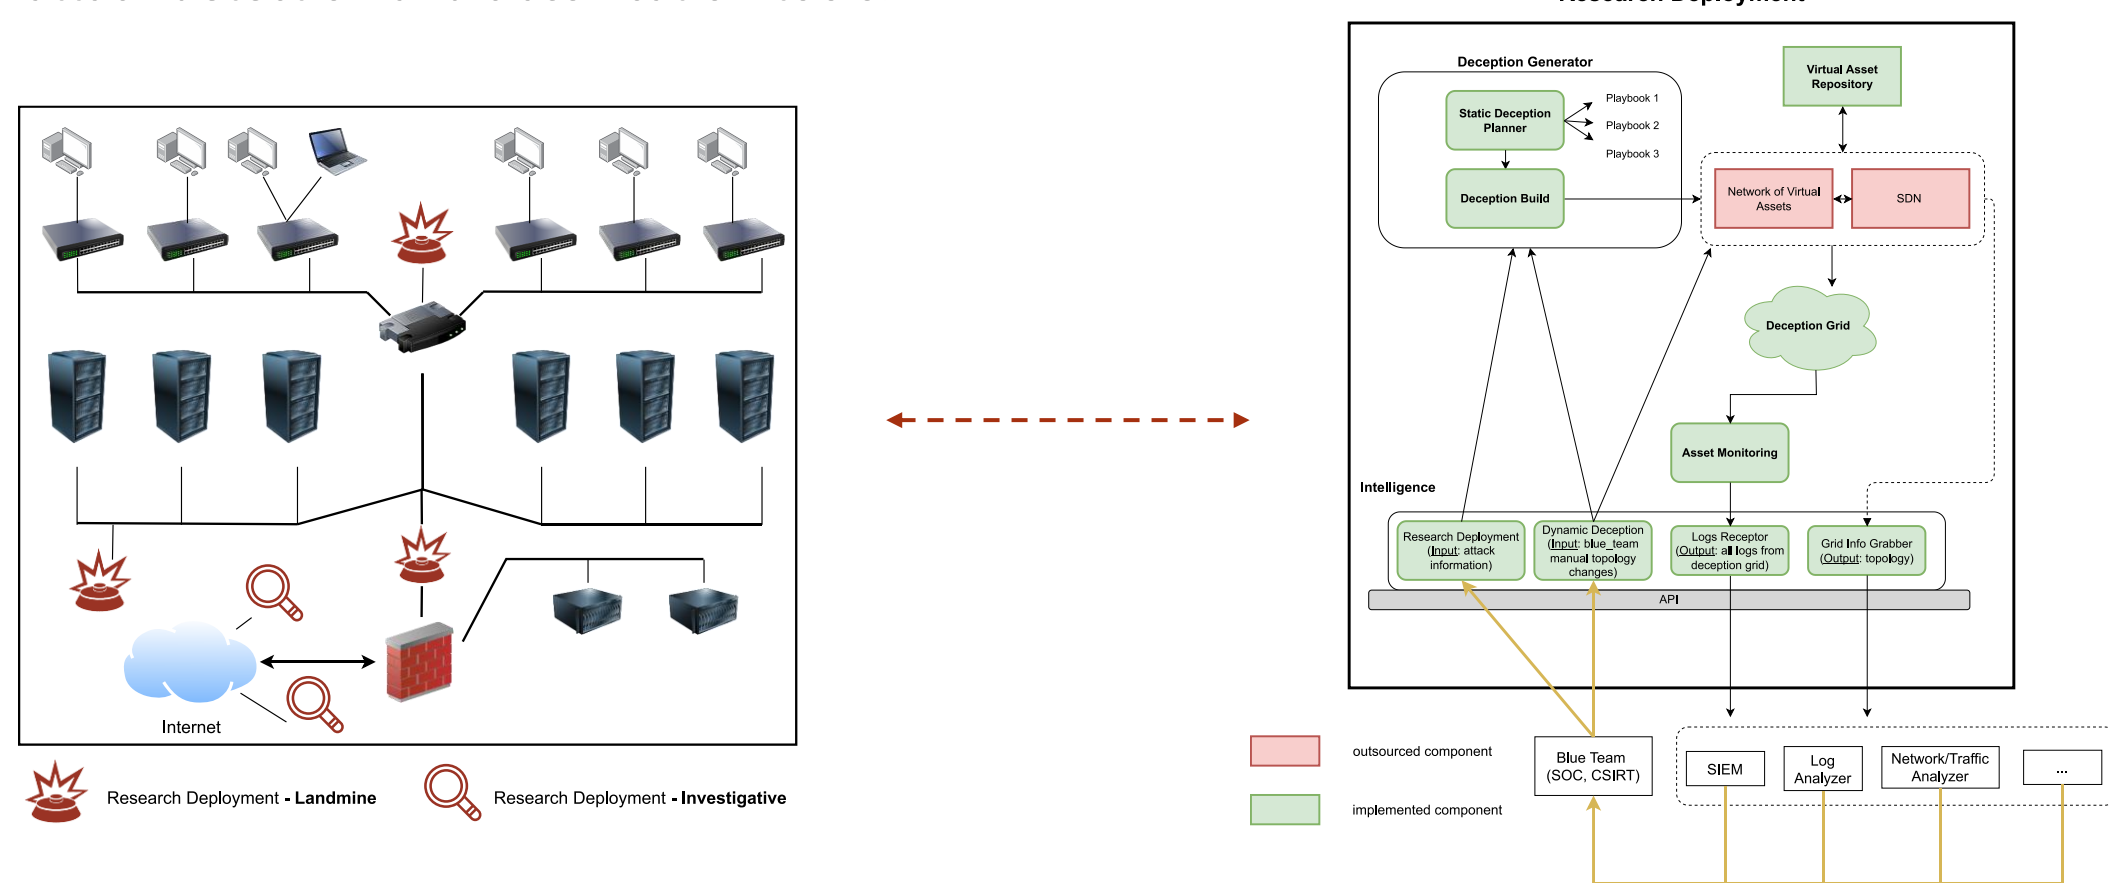 Research Deployment
Deception Generator
Virtual Asset
Repository
Static Deception
Planner
Playbook 1
Playbook 2
Playbook 3
Deception Build
Network of Virtual
Assets
SDN
Deception Grid
Asset Monitoring
Intelligence
Research Deployment
(Input: attack
information)
Dynamic Deception
(Input: blue_team
manual topology
changes)
Logs Receptor
(Output: all logs from
deception grid)
Grid Info Grabber
(Output: topology)
API
Internet
Research Deployment - Landmine
Research Deployment - Investigative
outsourced component
implemented component
Blue Team
(SOC, CSIRT)
SIEM
Log
Analyzer
Network/Traffic
Analyzer
...